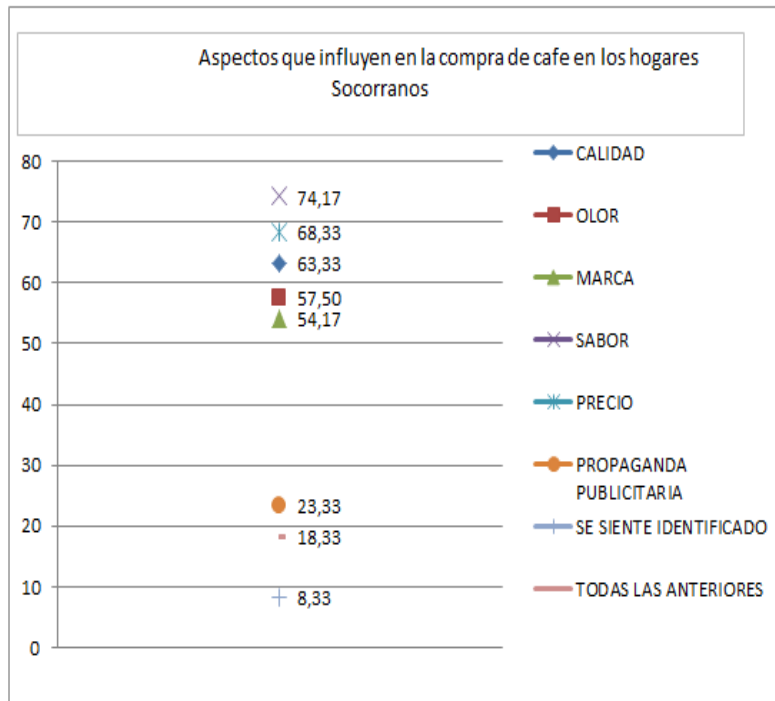 Aspectos que influyen en la compra de cafe en los hogares
Socorranos
80
70
60
50
40
30
20
10
0
74,17
68,33
63,33
57,50
54,17
23,33
18,33
8,33
CALIDAD
OLOR
MARCA
SABOR
PRECIO
PROPAGANDA
PUBLICITARIA
SE SIENTE IDENTIFICADO
TODAS LAS ANTERIORES